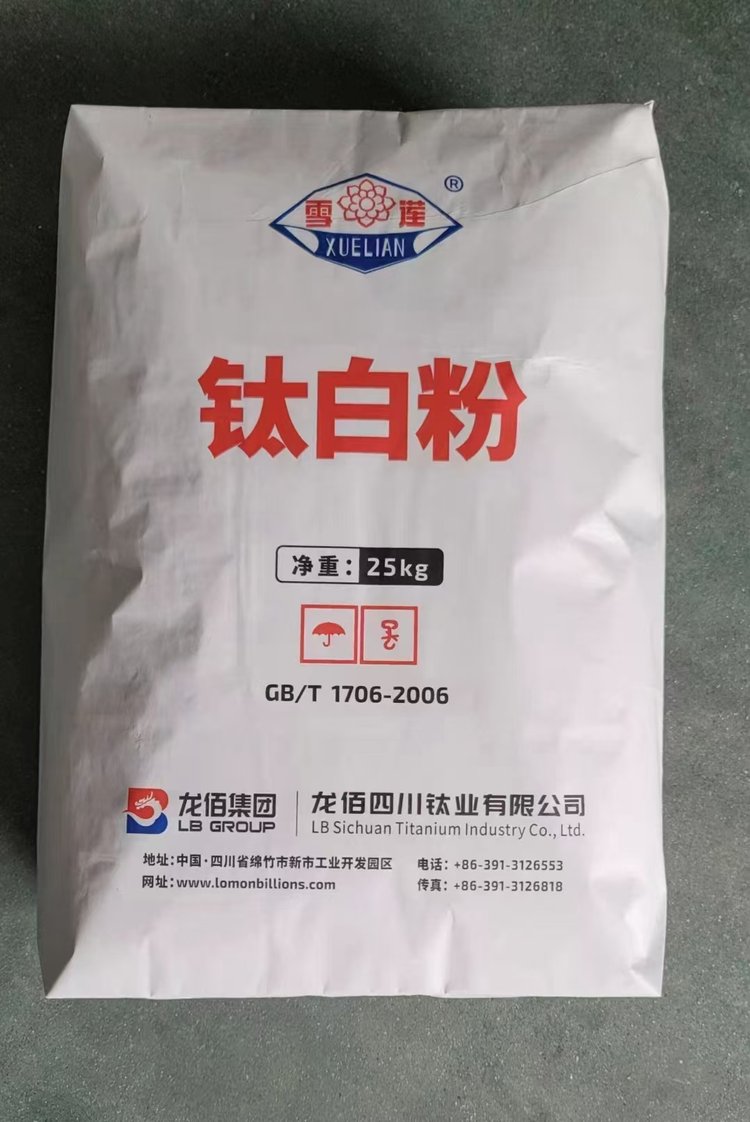 雪莲 ®
XUELIAN
钛白粉
净重：25kg
GB/T 1706-2006
龙佰集团
LB GROUP
龙佰四川钛业有限公司
LB Sichuan Titanium Industry Co., Ltd.
地址：中国·四川省绵竹市新市工业开发园区 电话：+86-391-3126553
网址：www.lomonbillions.com 传真：+86-391-3126818